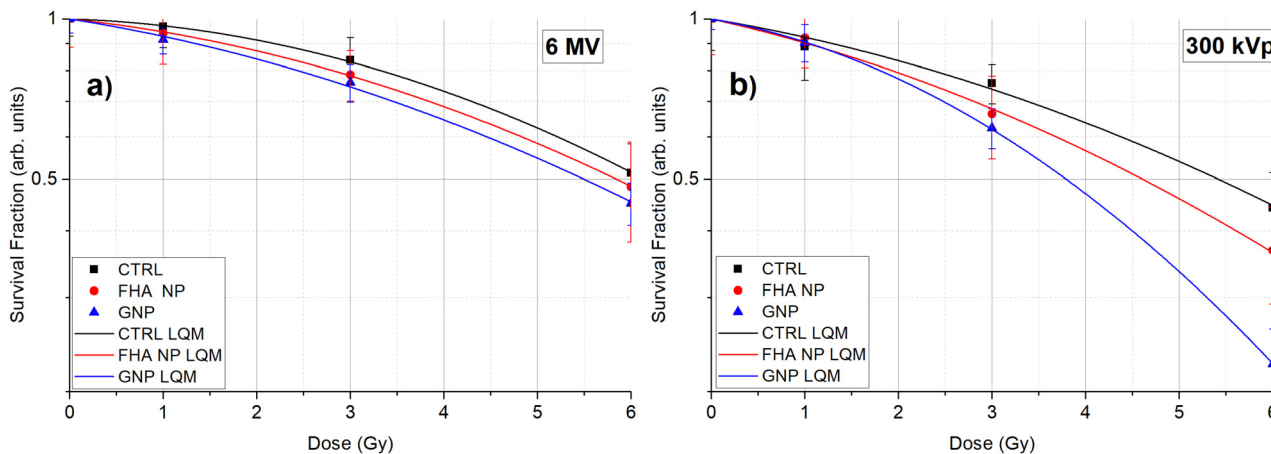 1
0.5
Survival Fraction (arb. units)
a)
6 MV
CTRL
FHA NP
GNP
CTRL LQM
FHA NP LQM
GNP LQM
0 1 2 3 4 5 6
Dose (Gy)
1
0.5
Survival Fraction (arb. units)
b)
300 kVp
CTRL
FHA NP
GNP
CTRL LQM
FHA NP LQM
GNP LQM
0 1 2 3 4 5 6
Dose (Gy)